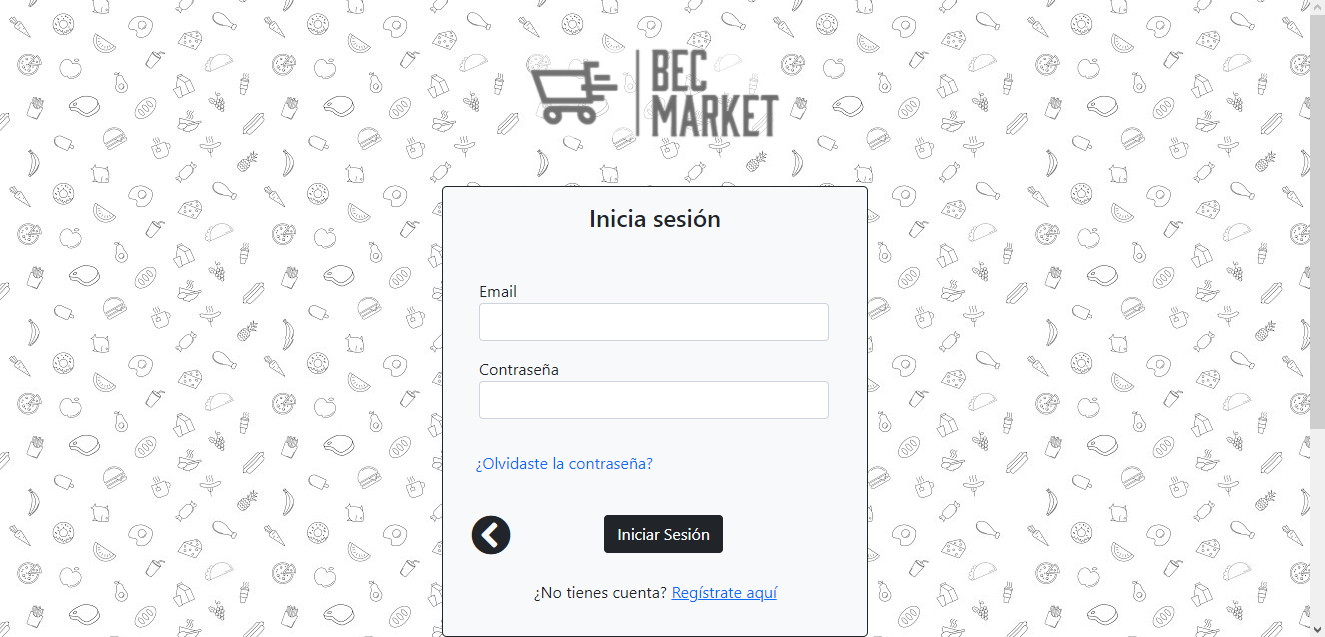 BEC
MARKET
Inicia sesión
Email
Contraseña
¿Olvidaste la contraseña?
Iniciar Sesión
¿No tienes cuenta? Regístrate aquí